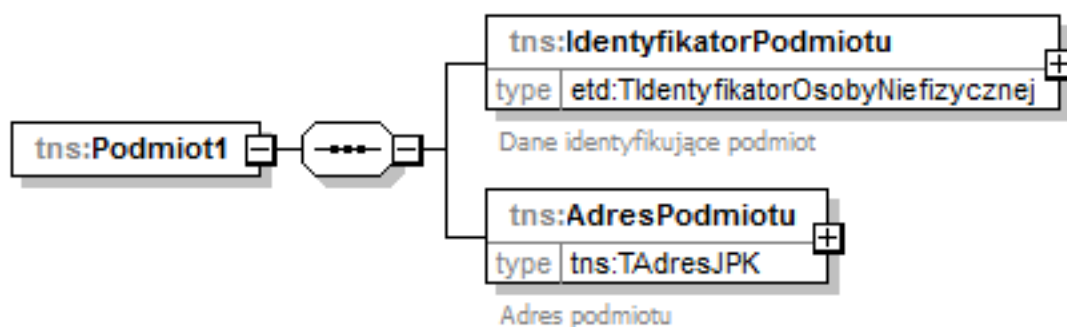 tns:IdentyfikatorPodmiotu
type etd:TIdentyfikatorOsobyNiefizycznej
Dane identyfikujące podmiot
tns:Podmiot1
tns:AdresPodmiotu
type tns:TAdresJPK
Adres podmiotu